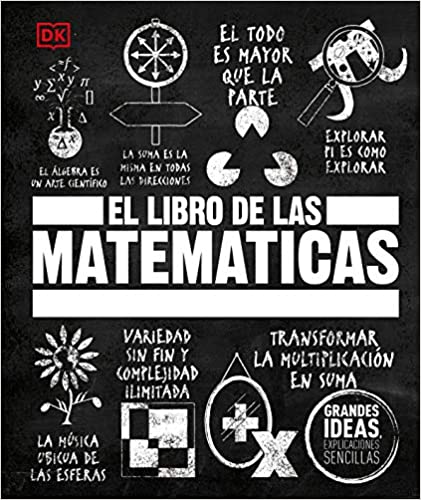 DK
EL TODO
ES MAYOR
QUE LA
PARTE
EL ÁLGEBRA ES
UN ARTE CIENTÍFICO
LA SUMA ES LA
MISMA EN TODAS
LAS DIRECCIONES
EXPLORAR
PI ES COMO
EXPLORAR
EL LIBRO DE LAS
MATEMATICAS
VARIEDAD
SIN FIN Y
COMPLEJIDAD
ILIMITADA
TRANSFORMAR
LA MULTIPLICACIÓN
EN SUMA
LA MÚSICA
UBICUA DE
LAS ESFERAS
GRANDES
IDEAS,
EXPLICACIONES
SENCILLAS